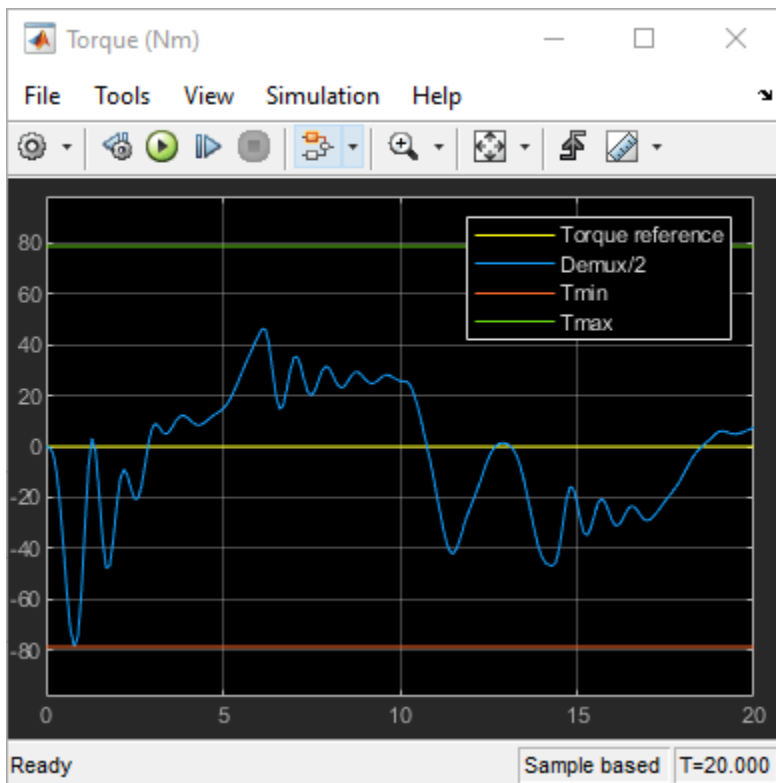 Torque (Nm)
File Tools View Simulation Help
80
60
40
20
0
-20
-40
-60
-80
Torque reference
Demux/2
Tmin
Tmax
0 5 10 15 20
Ready Sample based T=20.000